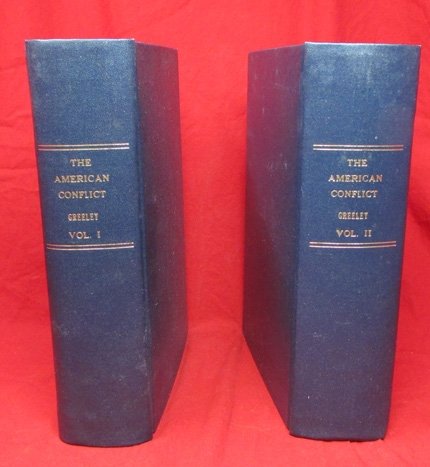 THE
AMERICAN
CONFLICT
GREELEY
VOL. I
THE
AMERICAN
CONFLICT
GREELEY
VOL. II